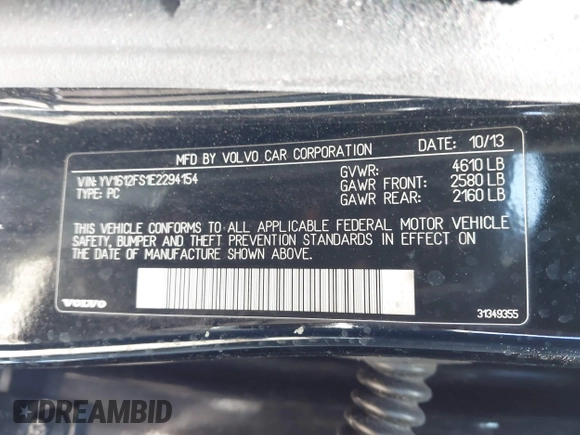 MFD BY VOLVO CAR CORPORATION DATE: 10/13
VIN: YV1612FS1E2294154
TYPE: PC
GVWR: 4610 LB
GAWR FRONT: 2580 LB
GAWR REAR: 2160 LB
THIS VEHICLE CONFORMS TO ALL APPLICABLE FEDERAL MOTOR VEHICLE
SAFETY, BUMPER AND THEFT PREVENTION STANDARDS IN EFFECT ON
THE DATE OF MANUFACTURE SHOWN ABOVE.
VOLVO
31349355
DREAMBID